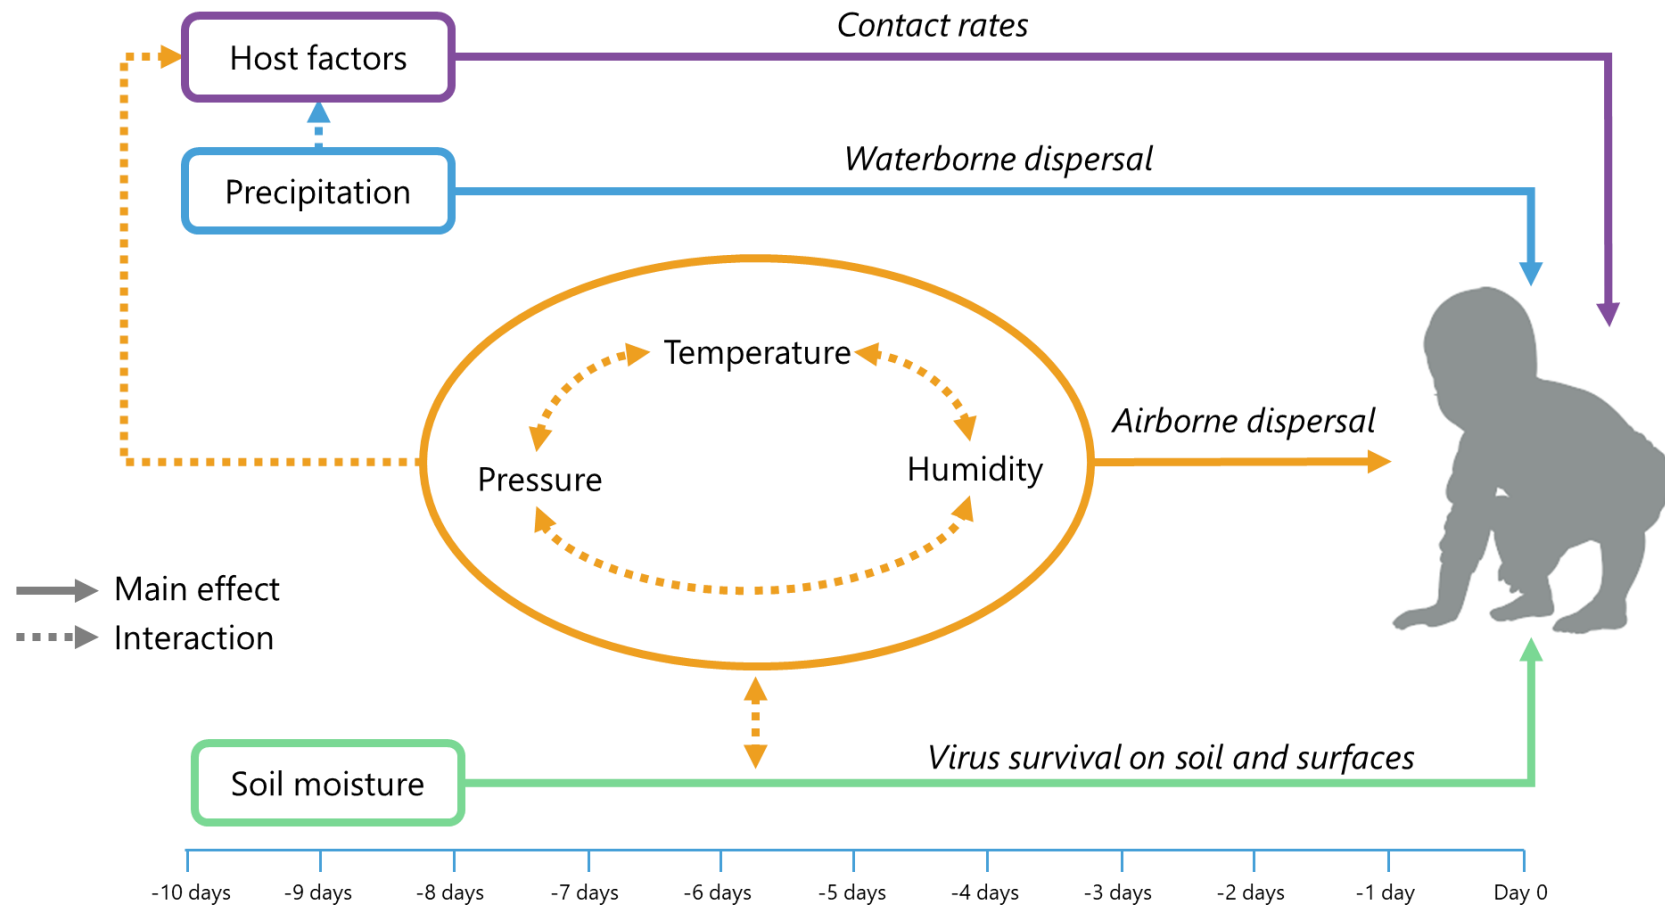 Contact rates
Host factors
Waterborne dispersal
Precipitation
Temperature
Airborne dispersal
Pressure
Humidity
Main effect
Interaction
Virus survival on soil and surfaces
Soil moisture
-10 days
-9 days
-8 days
-7 days
-6 days
-5 days
-4 days
-3 days
-2 days
-1 day
Day 0